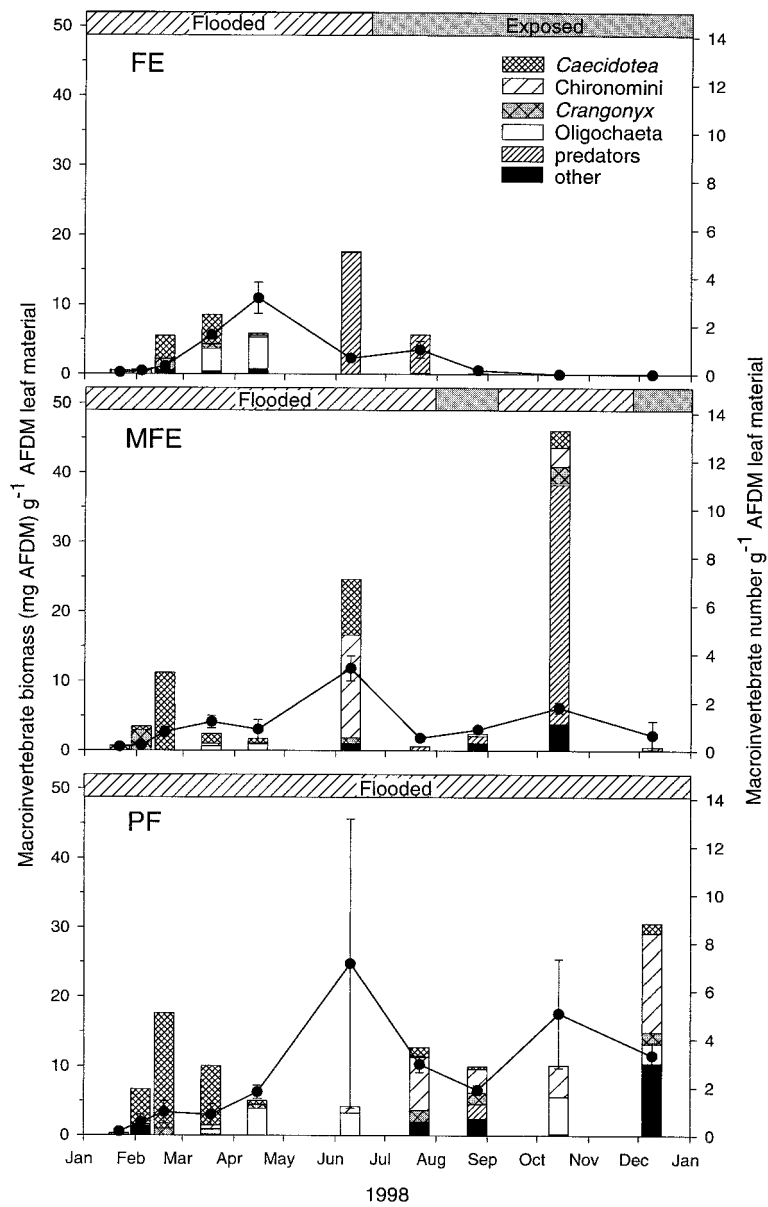 Flooded Exposed
FE
Caecidotea
Chironomini
Crangonyx
Oligochaeta
predators
other
50
40
30
20
10
0
14
12
10
8
6
4
2
0
Flooded
MFE
50
40
30
20
10
0
14
12
10
8
6
4
2
0
Flooded
PF
50
40
30
20
10
0
14
12
10
8
6
4
2
0
Macroinvertebrate biomass (mg AFDM) g⁻¹ AFDM leaf material
Macroinvertebrate number g⁻¹ AFDM leaf material
Jan Feb Mar Apr May Jun Jul Aug Sep Oct Nov Dec Jan
1998